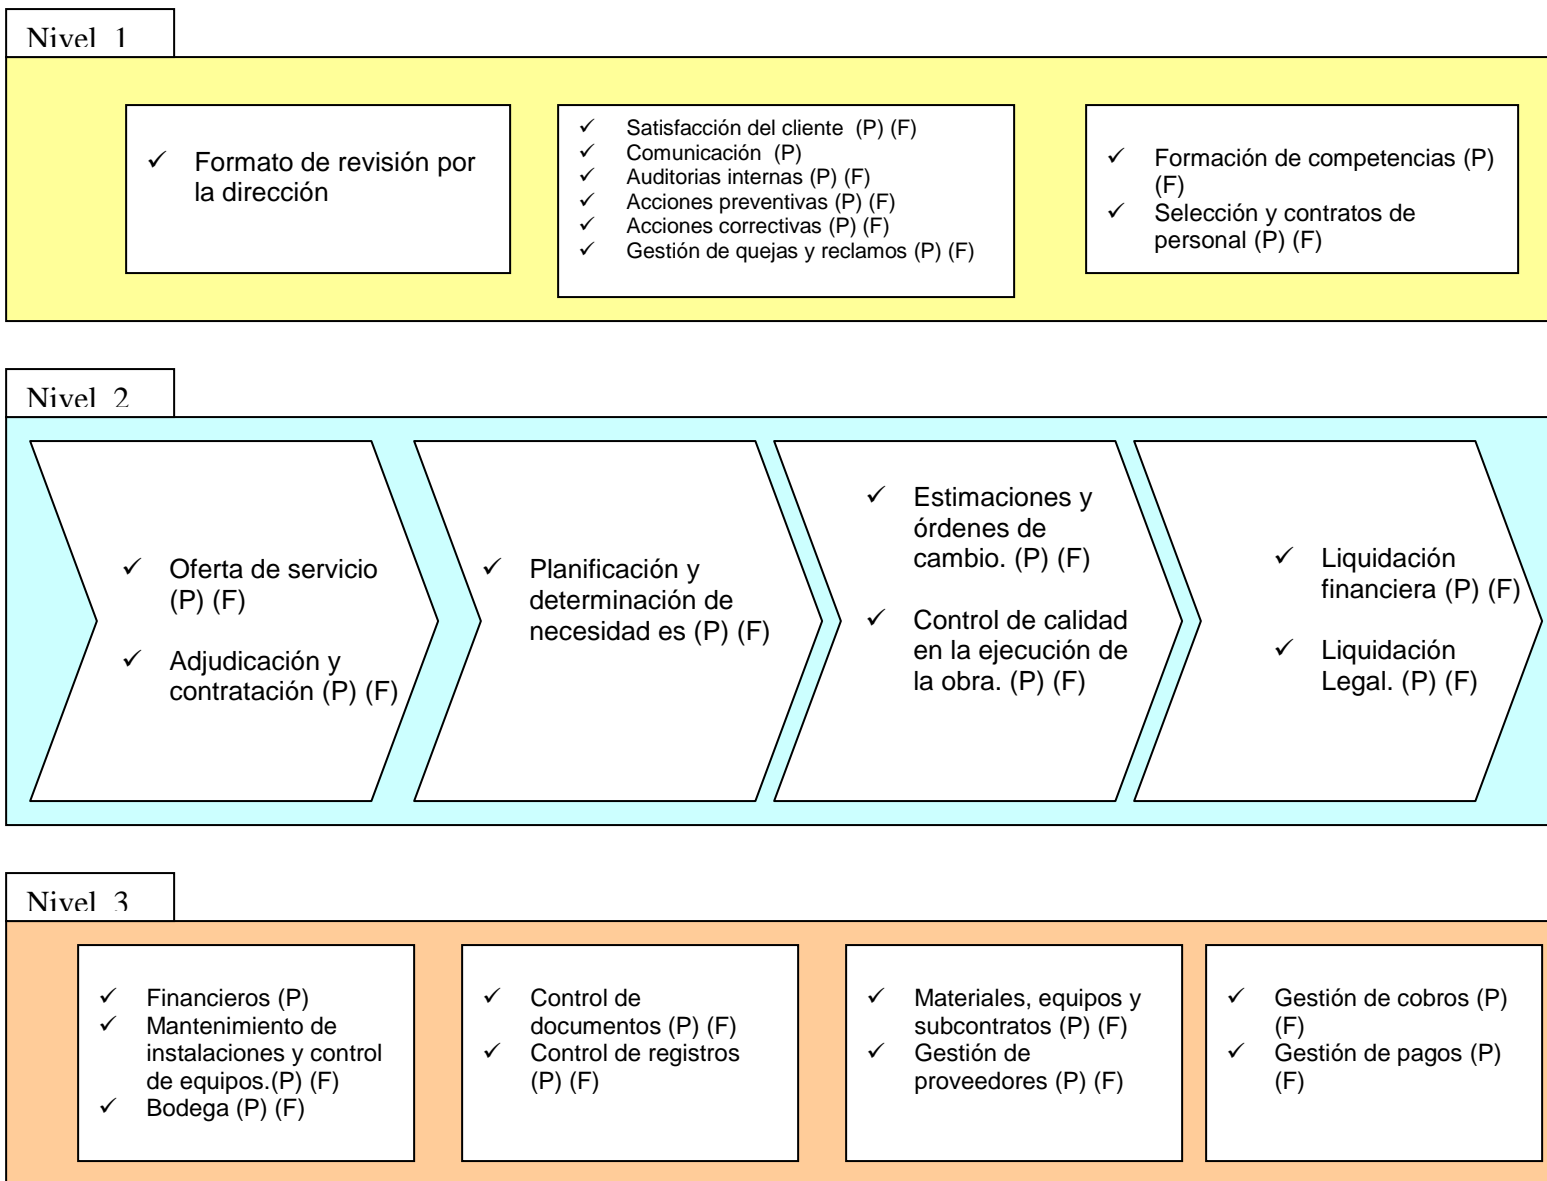 Nivel 1
✓ Formato de revisión por
la dirección
✓ Satisfacción del cliente (P) (F)
✓ Comunicación (P)
✓ Auditorias internas (P) (F)
✓ Acciones preventivas (P) (F)
✓ Acciones correctivas (P) (F)
✓ Gestión de quejas y reclamos (P) (F)
✓ Formación de competencias (P)
(F)
✓ Selección y contratos de
personal (P) (F)
Nivel 2
✓ Oferta de servicio
(P) (F)
✓ Adjudicación y
contratación (P) (F)
✓ Planificación y
determinación de
necesidad es (P) (F)
✓ Estimaciones y
órdenes de
cambio. (P) (F)
✓ Control de calidad
en la ejecución de
la obra. (P) (F)
✓ Liquidación
financiera (P) (F)
✓ Liquidación
Legal. (P) (F)
Nivel 3
✓ Financieros (P)
✓ Mantenimiento de
instalaciones y control
de equipos.(P) (F)
✓ Bodega (P) (F)
✓ Control de
documentos (P) (F)
✓ Control de registros
(P) (F)
✓ Materiales, equipos y
subcontratos (P) (F)
✓ Gestión de
proveedores (P) (F)
✓ Gestión de cobros (P)
(F)
✓ Gestión de pagos (P)
(F)